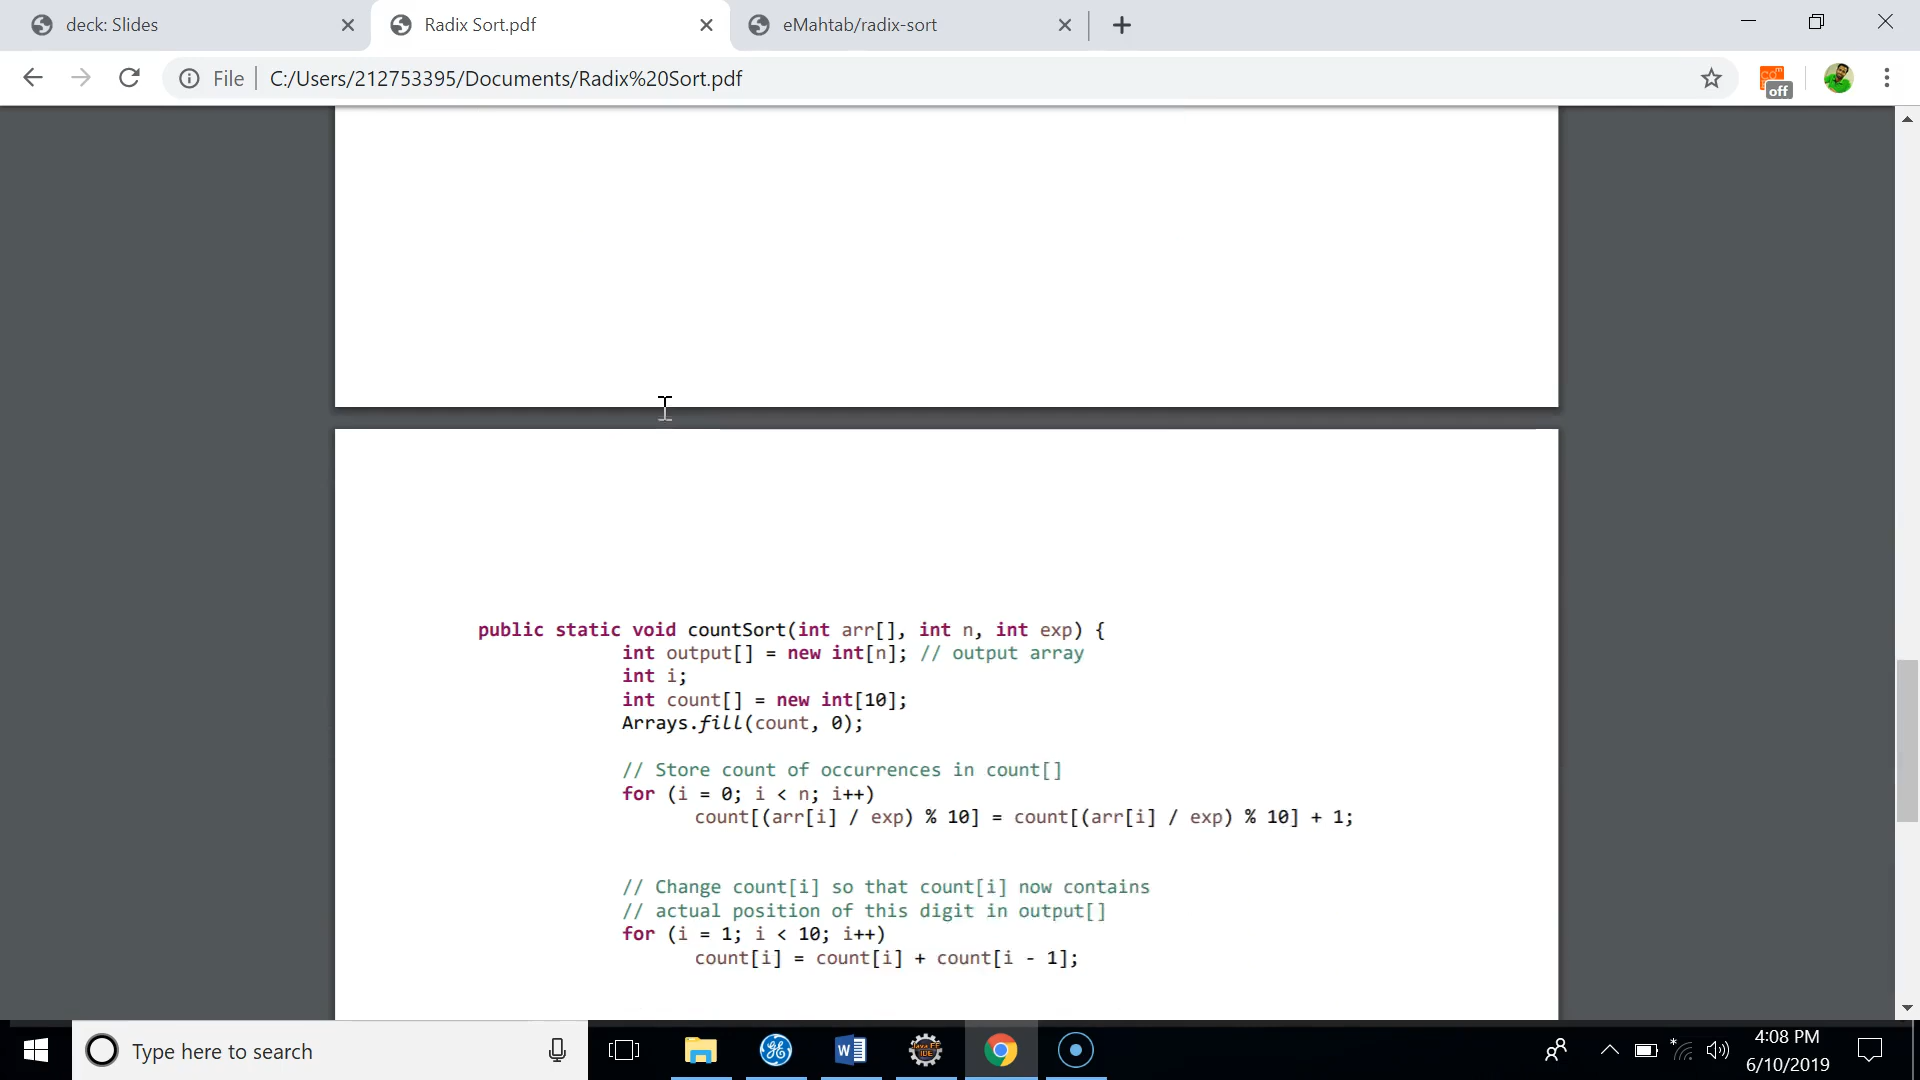 deck: Slides
Radix Sort.pdf
eMahtab/radix-sort
File
C:/Users/212753395/Documents/Radix%20Sort.pdf
off
public static void countSort(int arr[], int n, int exp) {
int output[] = new int[n]; // output array
int i;
int count[] = new int[10];
Arrays.fill(count, 0);
// Store count of occurrences in count[]
for (i = 0; i < n; i++)
count[(arr[i] / exp) % 10] = count[(arr[i] / exp) % 10] + 1;
// Change count[i] so that count[i] now contains
// actual position of this digit in output[]
for (i = 1; i < 10; i++)
count[i] = count[i] + count[i - 1];
Type here to search
4:08 PM
6/10/2019